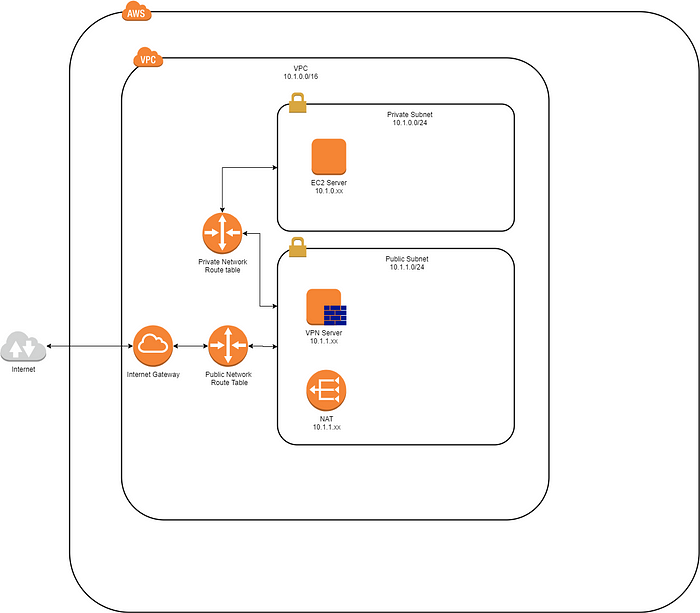 AWS
VPC
VPC
10.1.0.0/16
Private Subnet
10.1.0.0/24
EC2 Server
10.1.0.xx
Private Network
Route table
Public Subnet
10.1.1.0/24
VPN Server
10.1.1.xx
Internet
Internet Gateway
Public Network
Route Table
NAT
10.1.1.xx